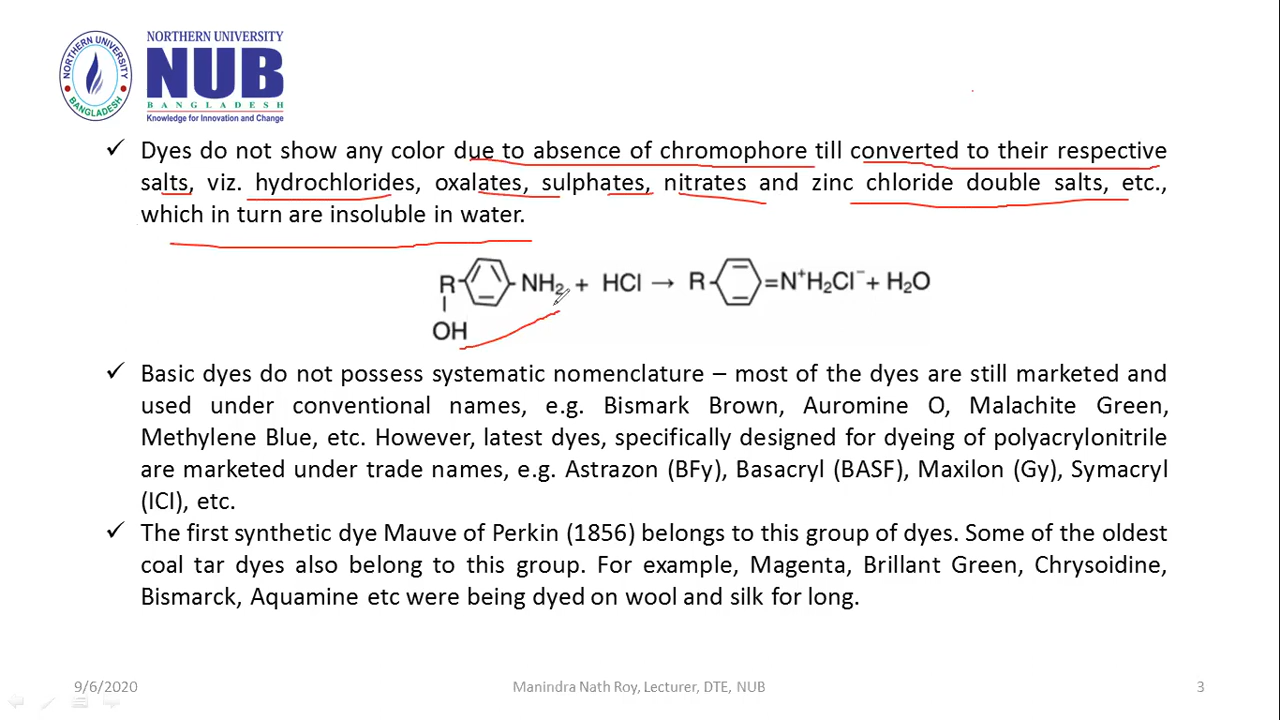 NORTHERN UNIVERSITY
NORTHERN UNIVERSITY
BANGLADESH
NUB
BANGLADESH
Knowledge for Innovation and Change
✓ Dyes do not show any color due to absence of chromophore till converted to their respective
salts, viz. hydrochlorides, oxalates, sulphates, nitrates and zinc chloride double salts, etc.,
which in turn are insoluble in water.
R NH₂ + HCl → R =N⁺H₂Cl⁻ + H₂O
OH
✓ Basic dyes do not possess systematic nomenclature – most of the dyes are still marketed and
used under conventional names, e.g. Bismark Brown, Auromine O, Malachite Green,
Methylene Blue, etc. However, latest dyes, specifically designed for dyeing of polyacrylonitrile
are marketed under trade names, e.g. Astrazon (BFy), Basacryl (BASF), Maxilon (Gy), Symacryl
(ICI), etc.
✓ The first synthetic dye Mauve of Perkin (1856) belongs to this group of dyes. Some of the oldest
coal tar dyes also belong to this group. For example, Magenta, Brillant Green, Chrysoidine,
Bismarck, Aquamine etc were being dyed on wool and silk for long.
9/6/2020 Manindra Nath Roy, Lecturer, DTE, NUB 3